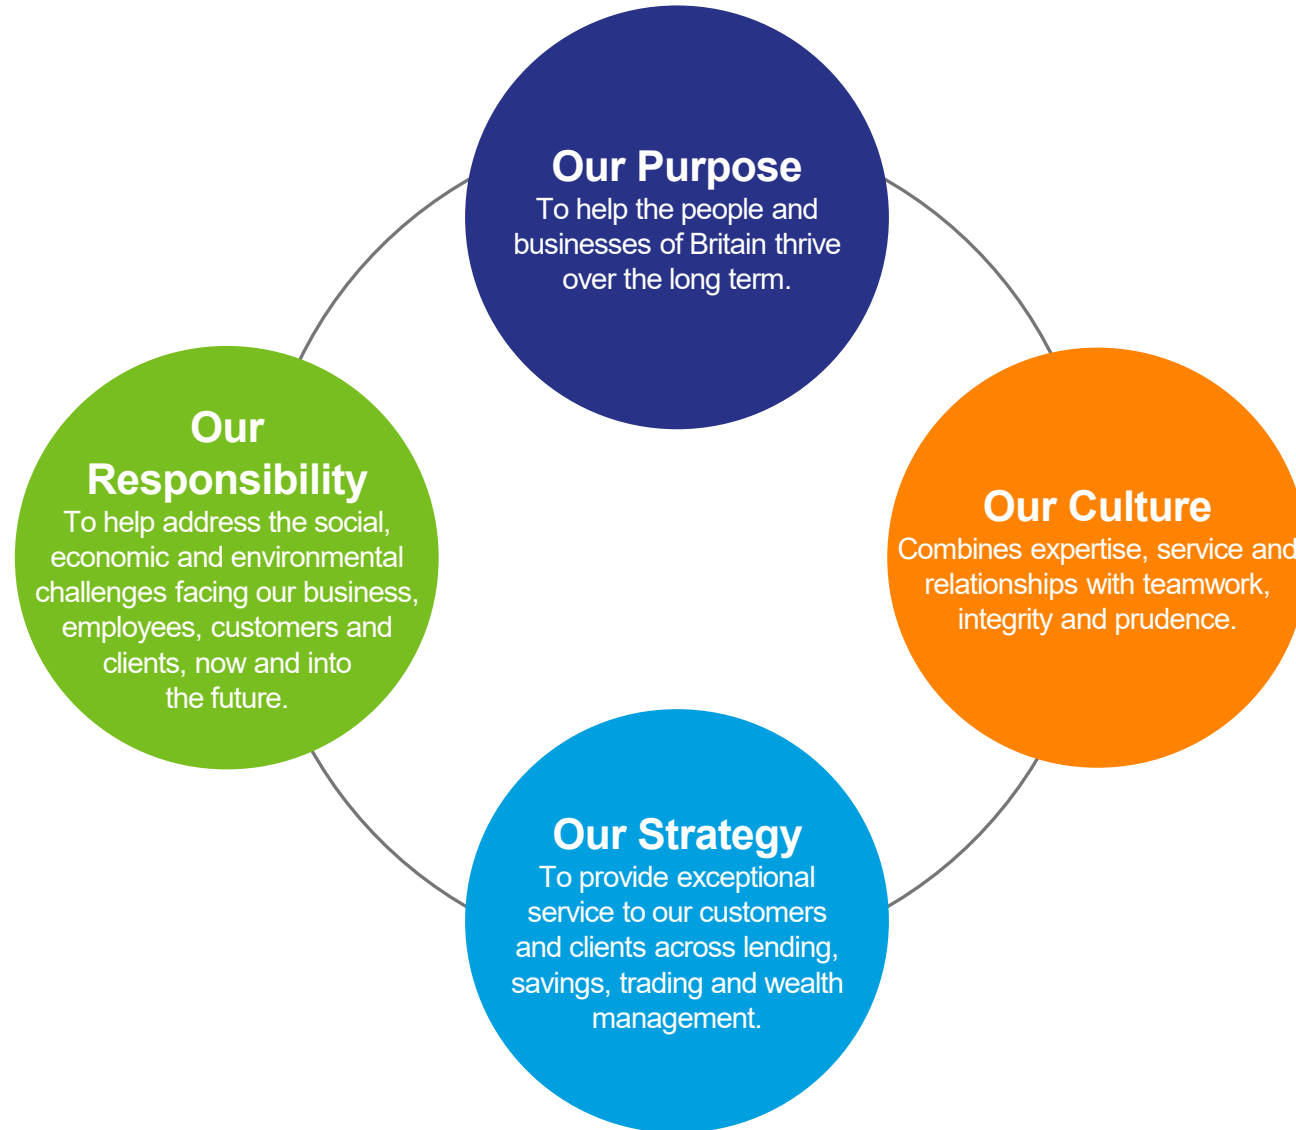 Our Purpose
To help the people and
businesses of Britain thrive
over the long term.
Our
Responsibility
To help address the social,
economic and environmental
challenges facing our business,
employees, customers and
clients, now and into
the future.
Our Culture
Combines expertise, service and
relationships with teamwork,
integrity and prudence.
Our Strategy
To provide exceptional
service to our customers
and clients across lending,
savings, trading and wealth
management.